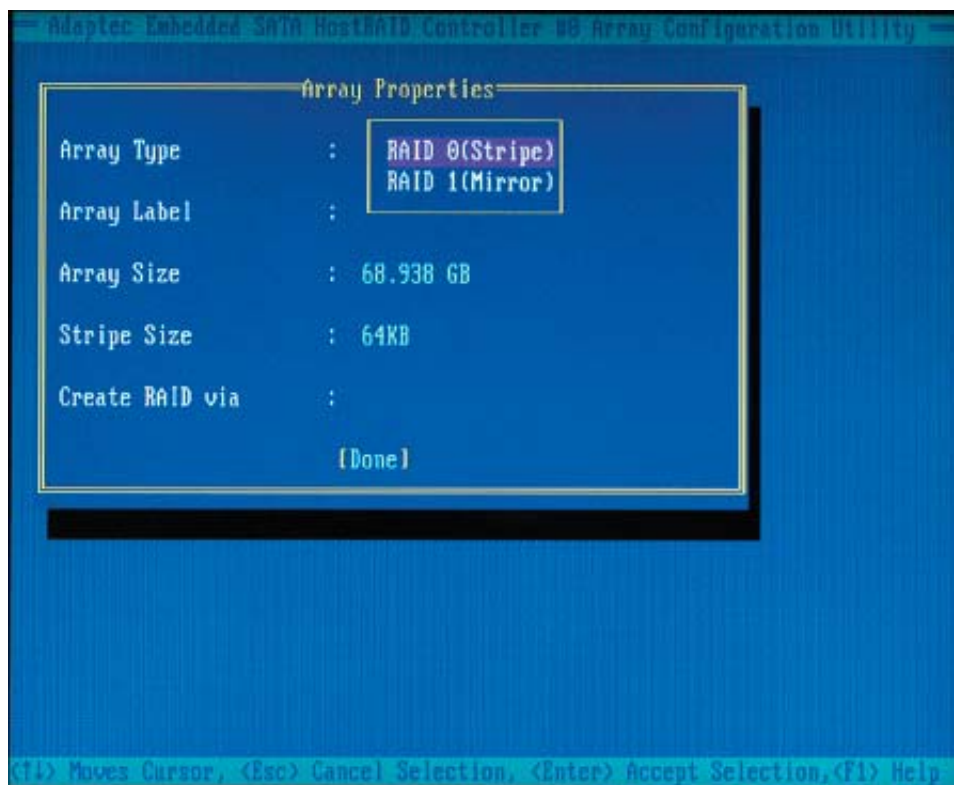 Adaptec Embedded SATA HostRAID Controller #0 Array Configuration Utility
Array Properties
Array Type : RAID 0(Stripe)
RAID 1(Mirror)
Array Label :
Array Size : 68.938 GB
Stripe Size : 64KB
Create RAID via :
[Done]
<↑↓> Moves Cursor, <Esc> Cancel Selection, <Enter> Accept Selection,<F1> Help